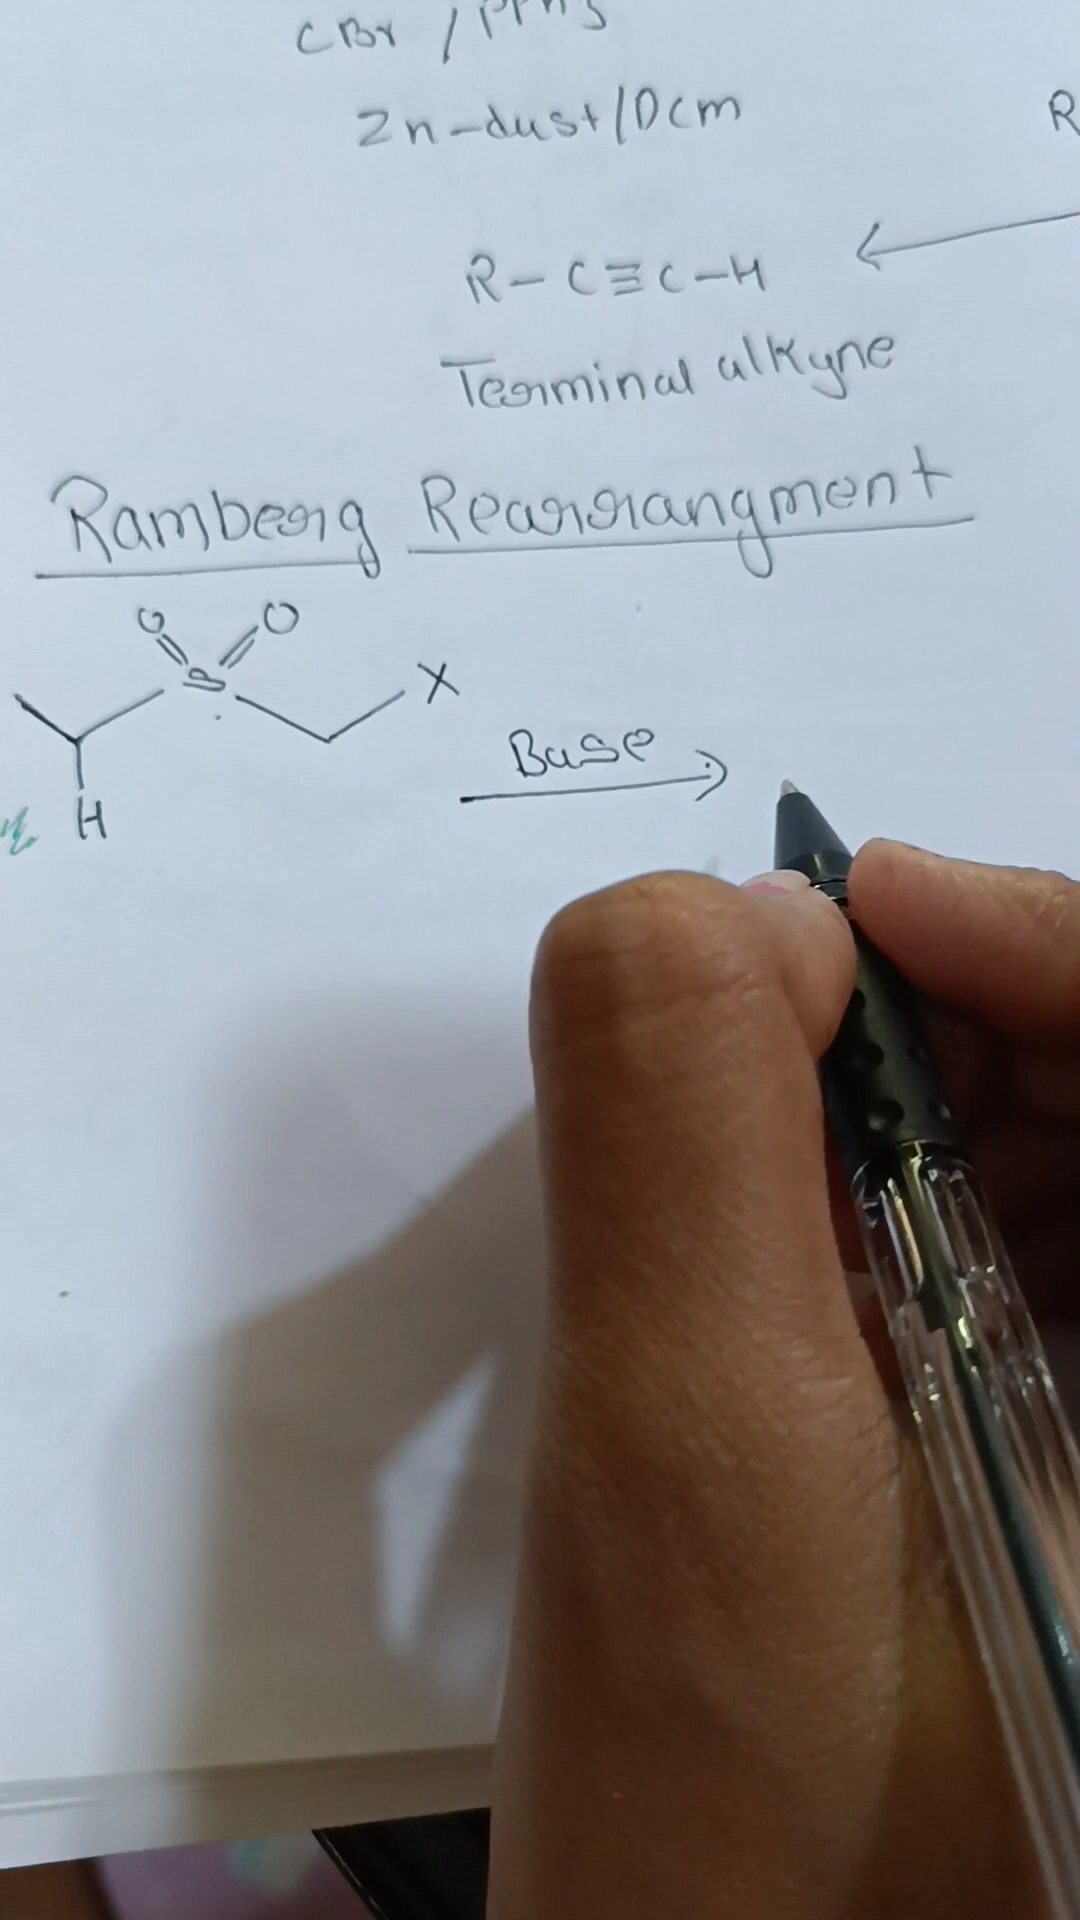 CBr / PPh3
Zn-dust/DCm
R
R-C≡C-H
Terminal alkyne
Ramberg Rearrangment
O O
S
X
Base
H